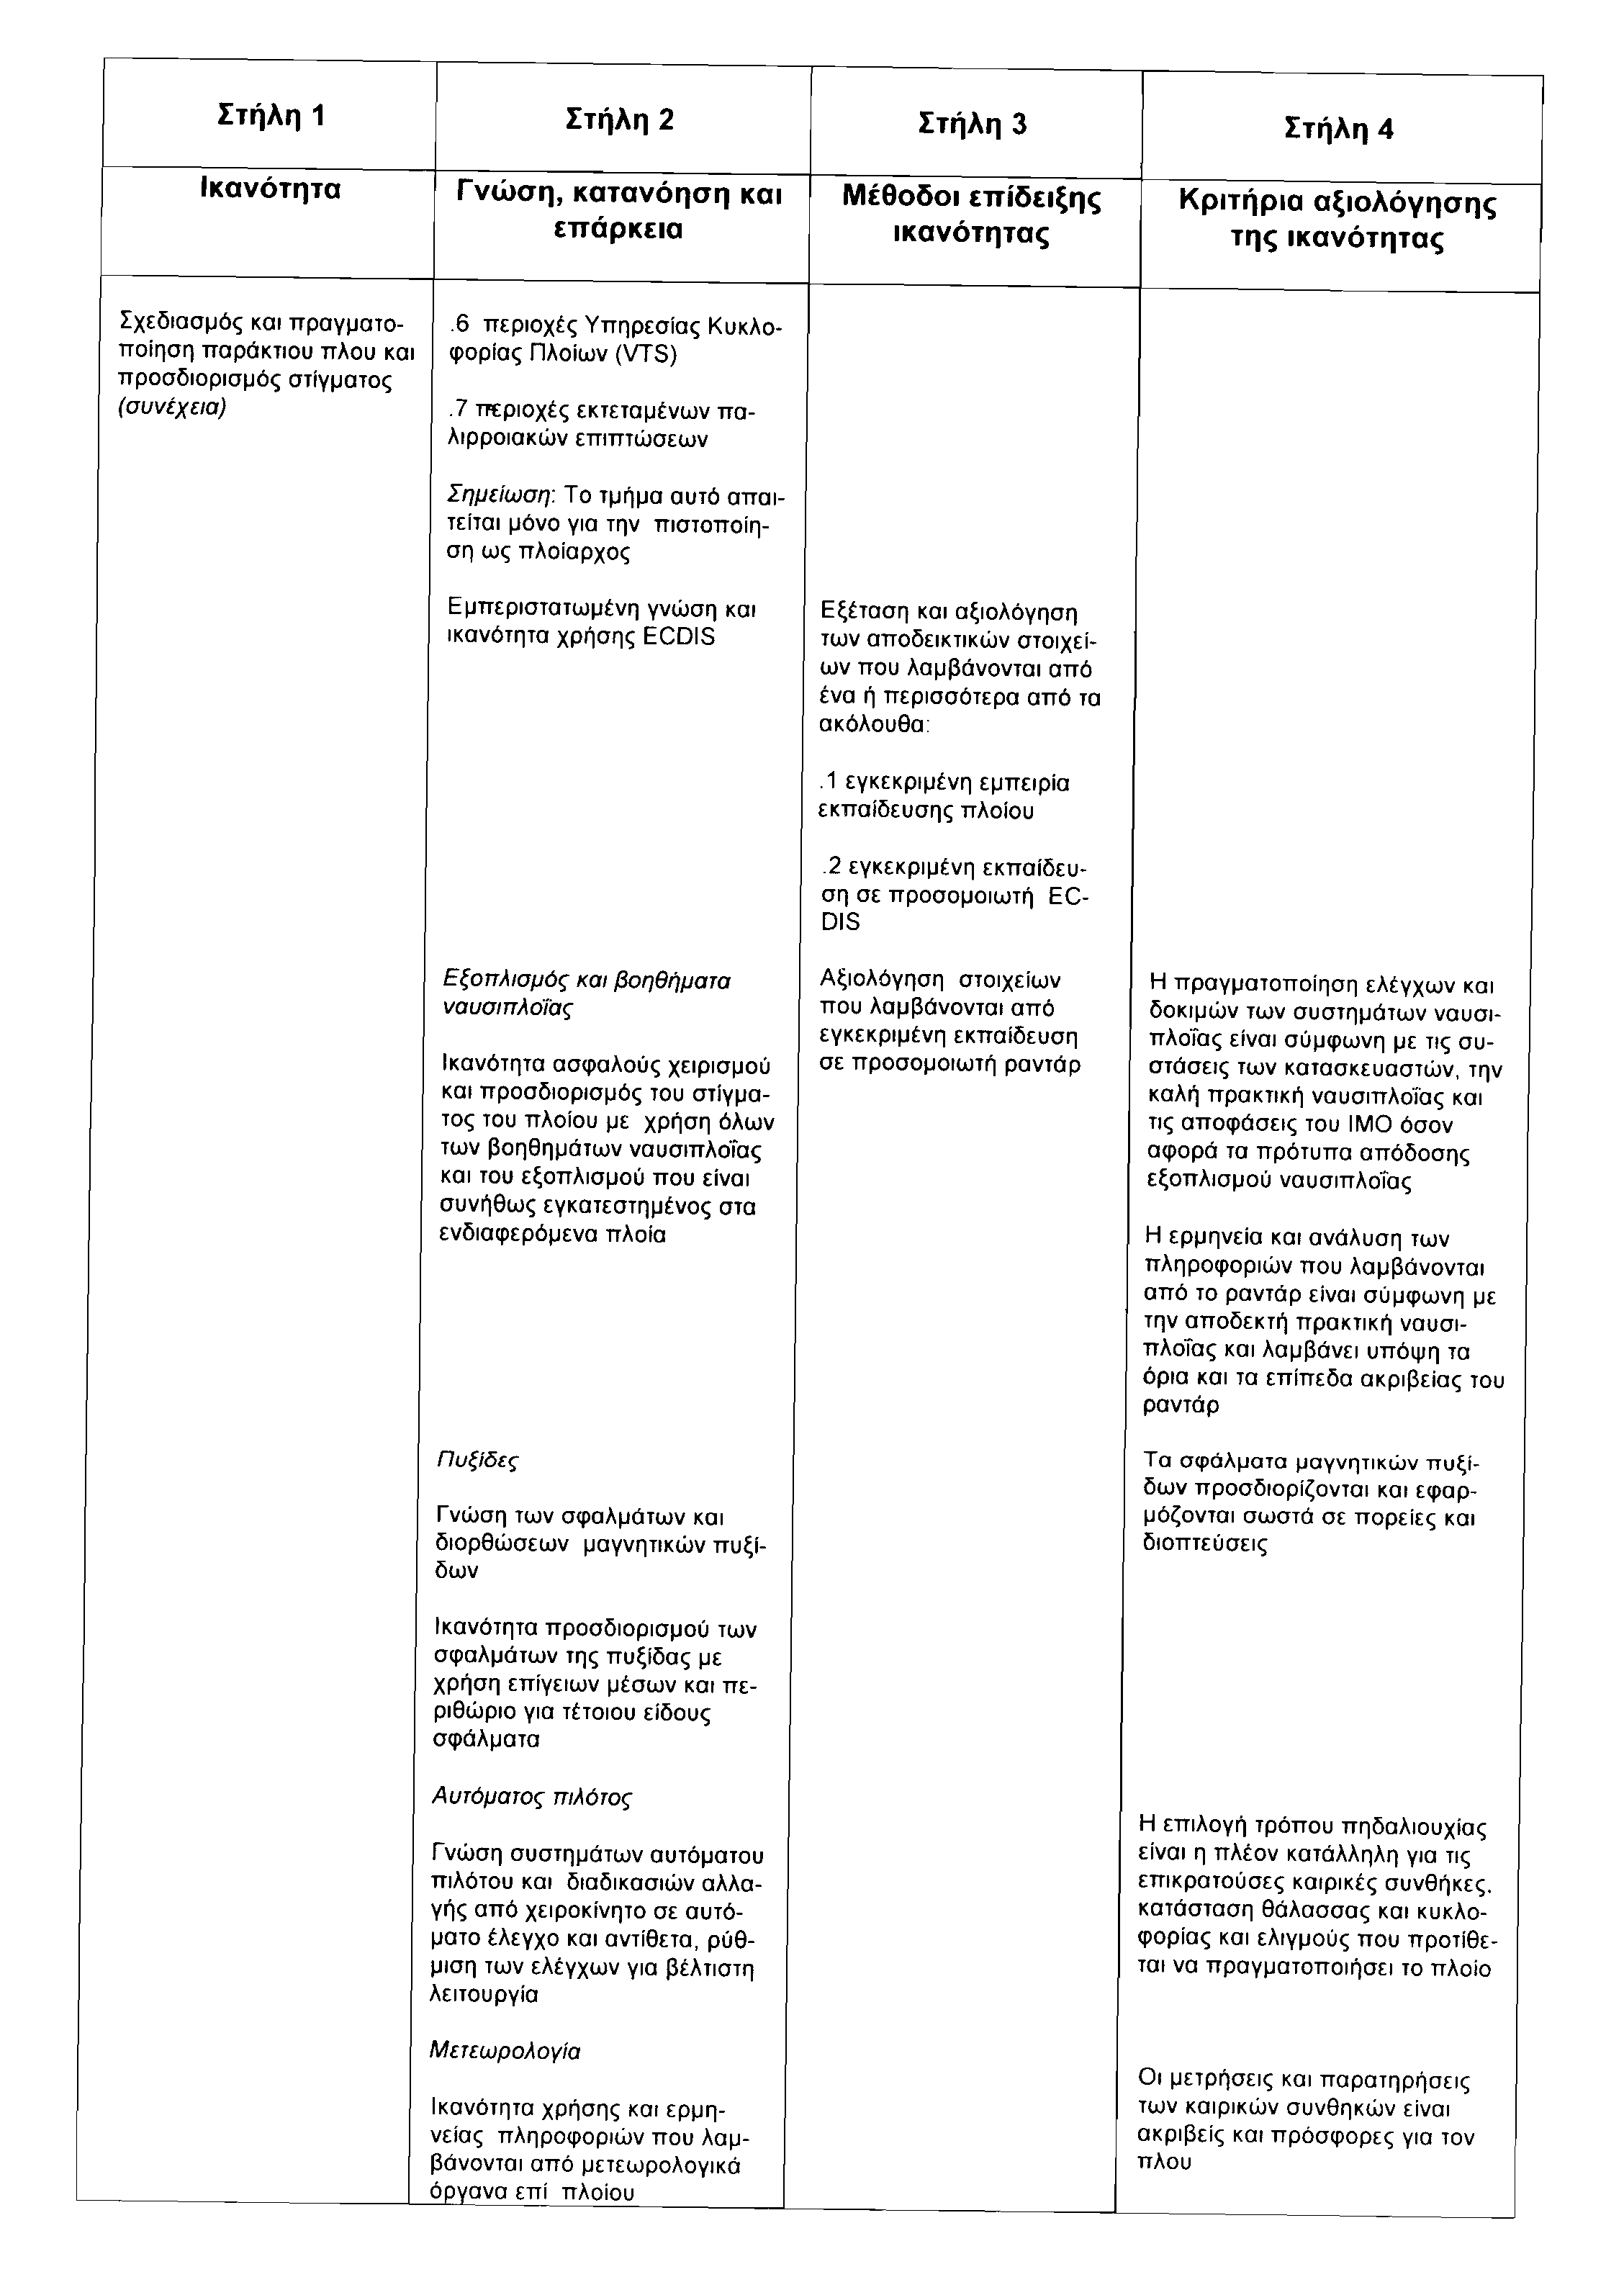 Στήλη 1
Στήλη 2
Στήλη 3
Στήλη 4
Ικανότητα
Γνώση, κατανόηση και
επάρκεια
Μέθοδοι επίδειξης
ικανότητας
Κριτήρια αξιολόγησης
της ικανότητας
Σχεδιασμός και πραγματο-
ποίηση παράκτιου πλου και
προσδιορισμός στίγματος
(συνέχεια)
.6 περιοχές Υπηρεσίας Κυκλο-
φορίας Πλοίων (VTS)
.7 περιοχές εκτεταμένων πα-
λιρροιακών επιπτώσεων
Σημείωση: Το τμήμα αυτό απαι-
τείται μόνο για την πιστοποίη-
ση ως πλοίαρχος
Εμπεριστατωμένη γνώση και
ικανότητα χρήσης ECDIS
Εξέταση και αξιολόγηση
των αποδεικτικών στοιχεί-
ων που λαμβάνονται από
ένα ή περισσότερα από τα
ακόλουθα:
.1 εγκεκριμένη εμπειρία
εκπαίδευσης πλοίου
.2 εγκεκριμένη εκπαίδευ-
ση σε προσομοιωτή EC-
DIS
Εξοπλισμός και βοηθήματα
ναυσιπλοΐας
Ικανότητα ασφαλούς χειρισμού
και προσδιορισμός του στίγμα-
τος του πλοίου με χρήση όλων
των βοηθημάτων ναυσιπλοΐας
και του εξοπλισμού που είναι
συνήθως εγκατεστημένος στα
ενδιαφερόμενα πλοία
Αξιολόγηση στοιχείων
που λαμβάνονται από
εγκεκριμένη εκπαίδευση
σε προσομοιωτή ραντάρ
Η πραγματοποίηση ελέγχων και
δοκιμών των συστημάτων ναυσι-
πλοΐας είναι σύμφωνη με τις συ-
στάσεις των κατασκευαστών, την
καλή πρακτική ναυσιπλοΐας και
τις αποφάσεις του ΙΜΟ όσον
αφορά τα πρότυπα απόδοσης
εξοπλισμού ναυσιπλοΐας
Η ερμηνεία και ανάλυση των
πληροφοριών που λαμβάνονται
από το ραντάρ είναι σύμφωνη με
την αποδεκτή πρακτική ναυσι-
πλοΐας και λαμβάνει υπόψη τα
όρια και τα επίπεδα ακριβείας του
ραντάρ
Πυξίδες
Γνώση των σφαλμάτων και
διορθώσεων μαγνητικών πυξί-
δων
Ικανότητα προσδιορισμού των
σφαλμάτων της πυξίδας με
χρήση επίγειων μέσων και πε-
ριθώριο για τέτοιου είδους
σφάλματα
Τα σφάλματα μαγνητικών πυξί-
δων προσδιορίζονται και εφαρ-
μόζονται σωστά σε πορείες και
διοπτεύσεις
Αυτόματος πιλότος
Γνώση συστημάτων αυτόματου
πιλότου και διαδικασιών αλλα-
γής από χειροκίνητο σε αυτό-
ματο έλεγχο και αντίθετα, ρύθ-
μιση των ελέγχων για βέλτιστη
λειτουργία
Η επιλογή τρόπου πηδαλιουχίας
είναι η πλέον κατάλληλη για τις
επικρατούσες καιρικές συνθήκες.
κατάσταση θάλασσας και κυκλο-
φορίας και ελιγμούς που προτίθε-
ται να πραγματοποιήσει το πλοίο
Μετεωρολογία
Ικανότητα χρήσης και ερμη-
νείας πληροφοριών που λαμ-
βάνονται από μετεωρολογικά
όργανα επί πλοίου
Οι μετρήσεις και παρατηρήσεις
των καιρικών συνθηκών είναι
ακριβείς και πρόσφορες για τον
πλου